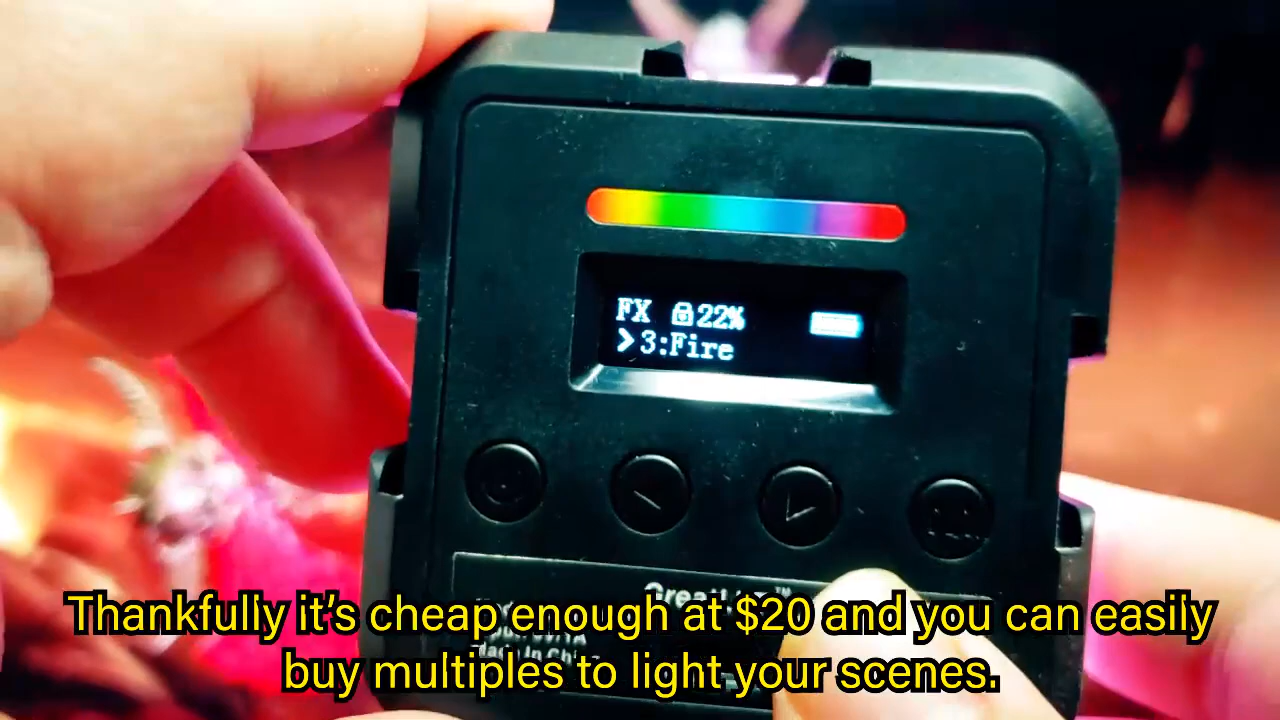 FX 22%
3:Fire
Thankfully it's cheap enough at $20 and you can easily
buy multiples to light your scenes.